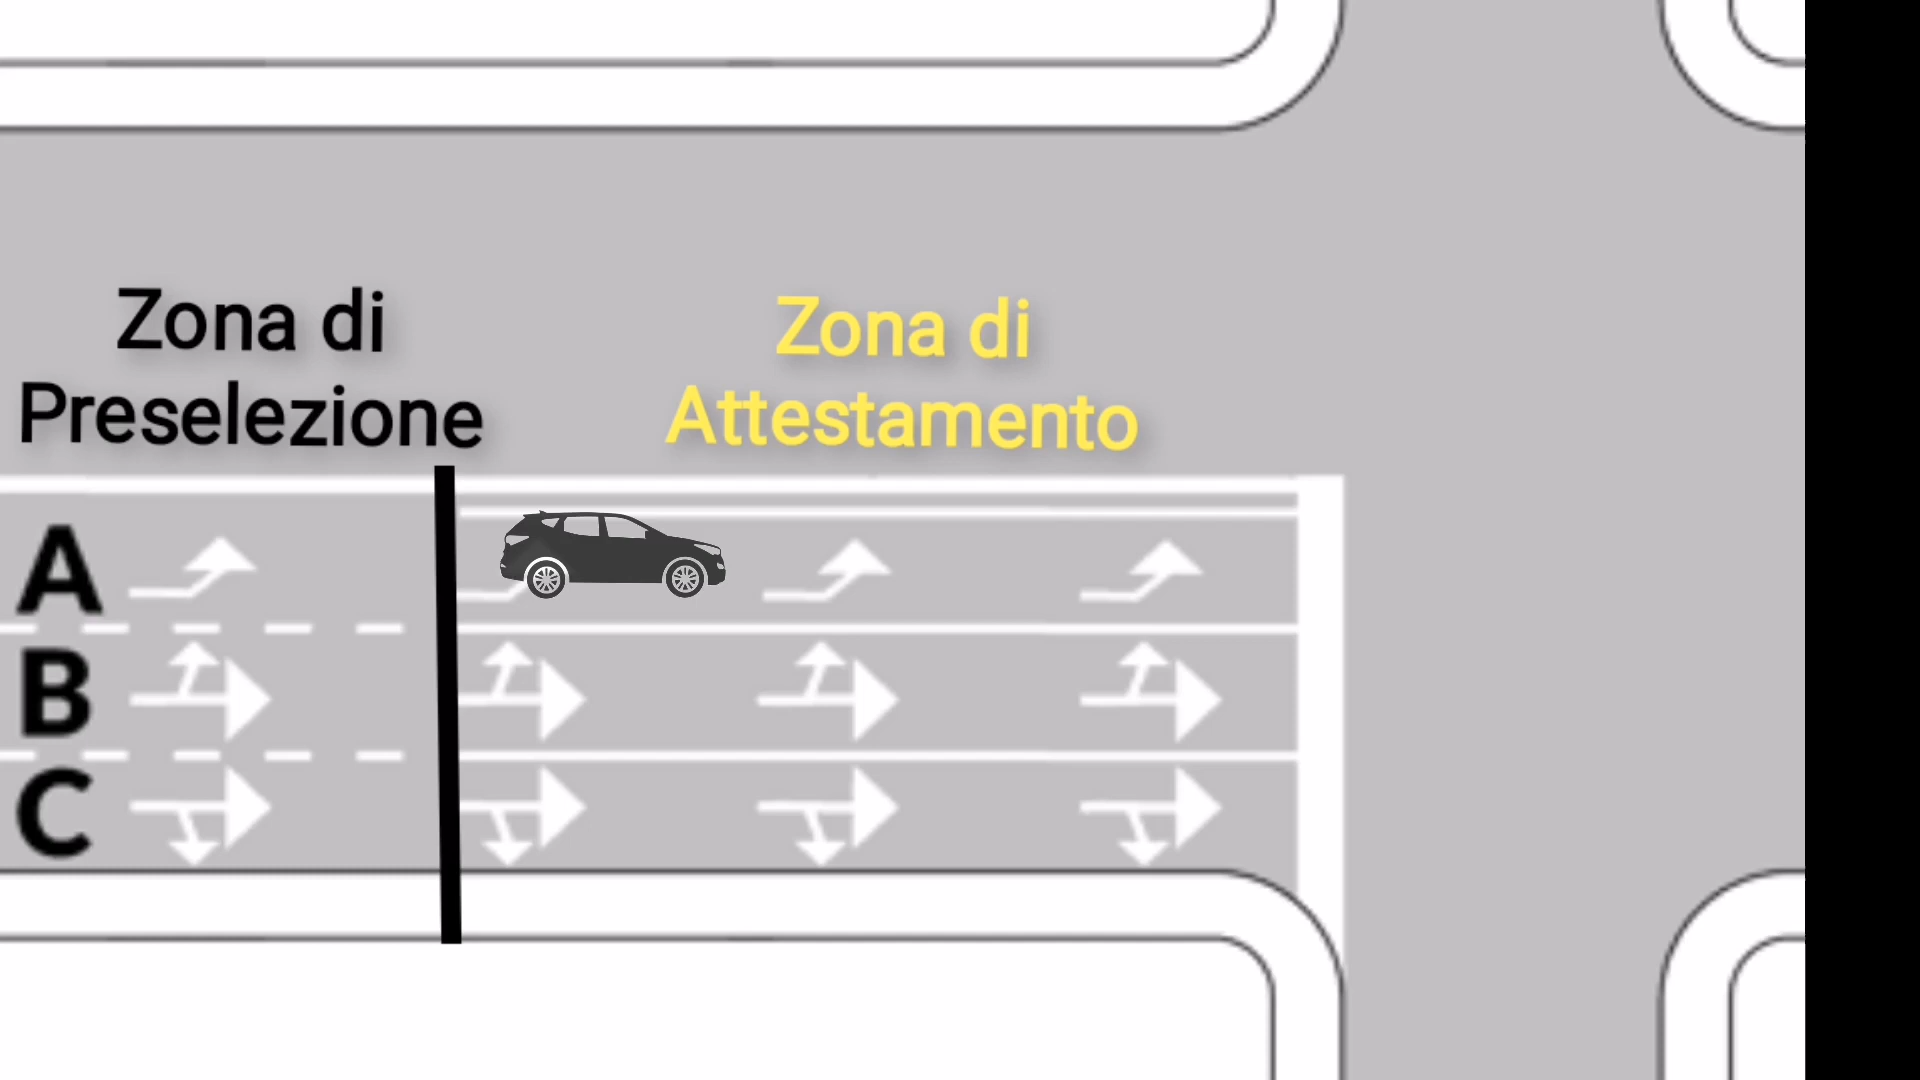 Zona di
Preselezione
Zona di
Attestamento
A
B
C